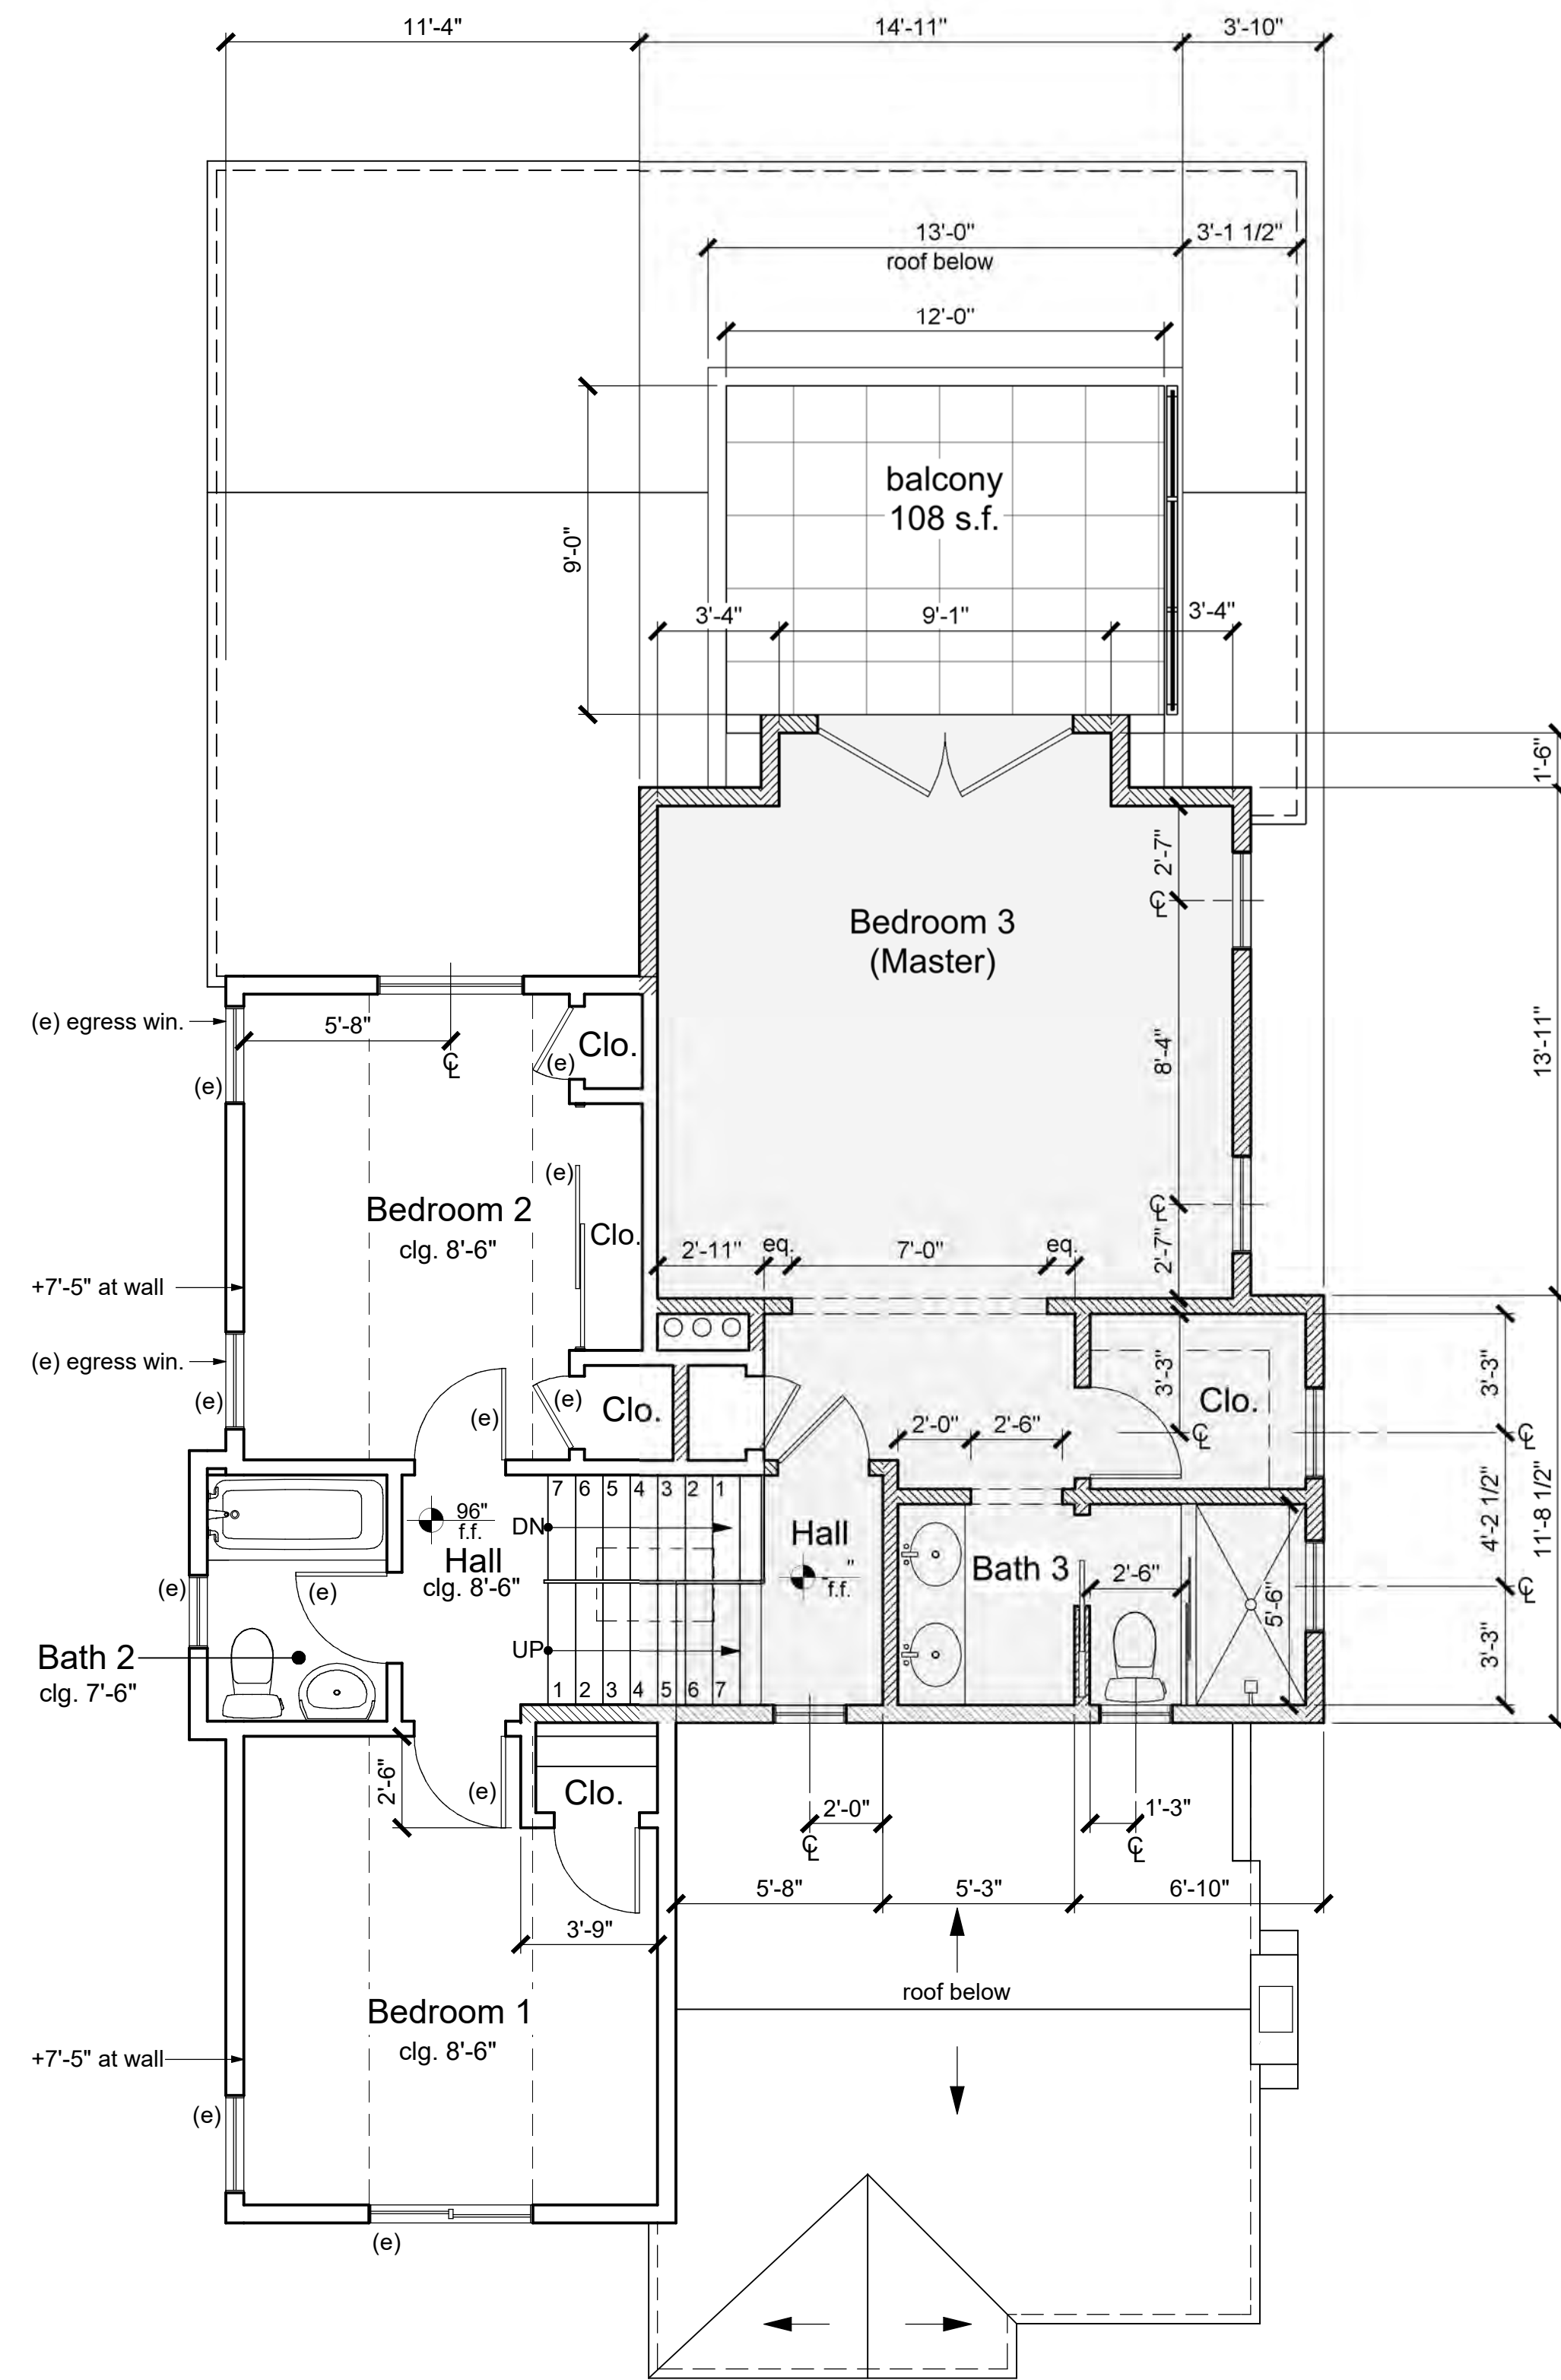 11'-4"
14'-11"
3'-10"
13'-0"
roof below
3'-1 1/2"
12'-0"
balcony
108 s.f.
9'-0"
3'-4"
9'-1"
3'-4"
1'-6"
2'-7"
Bedroom 3
(Master)
(e) egress win.
5'-8"
(e)
Clo.
(e)
8'-4"
13'-11"
(e)
Bedroom 2
clg. 8'-6"
Clo.
2'-11"
eq.
7'-0"
eq.
2'-7"
+7'-5" at wall
(e) egress win.
(e)
(e)
(e)
Clo.
3'-3"
Clo.
3'-3"
2'-0"
2'-6"
7 6 5 4 3 2 1
96"
f.f.
DN
Hall
clg. 8'-6"
Hall
"
f.f.
Bath 3
2'-6"
5'-6"
4'-2 1/2"
11'-8 1/2"
(e)
(e)
Bath 2
clg. 7'-6"
UP
1 2 3 4 5 6 7
3'-3"
2'-6"
(e)
Clo.
2'-0"
1'-3"
5'-8"
5'-3"
6'-10"
3'-9"
roof below
Bedroom 1
clg. 8'-6"
+7'-5" at wall
(e)
(e)